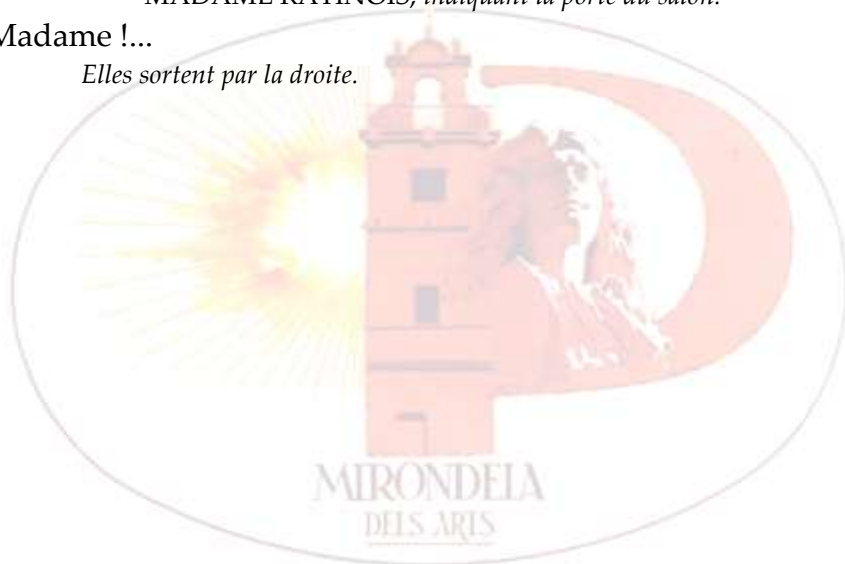 MADAME RATINOIS, indiquant la porte du salon.
Madame !...
Elles sortent par la droite.
MIRONDELA
DELS ARTS